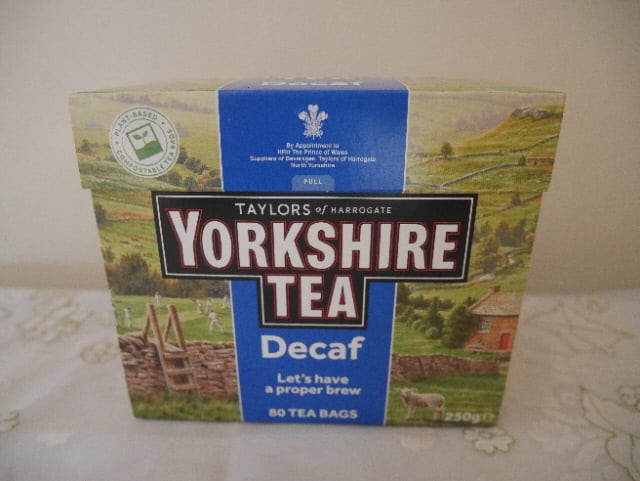 Decaf
PLANT-BASED
COMPOSTABLE TEA BAGS
By Appointment to
HRH The Prince of Wales
Suppliers of Beverages, Taylors of Harrogate
North Yorkshire
PULL
TAYLORS of HARROGATE
YORKSHIRE
TEA
Decaf
Let's have
a proper brew
80 TEA BAGS
250g e